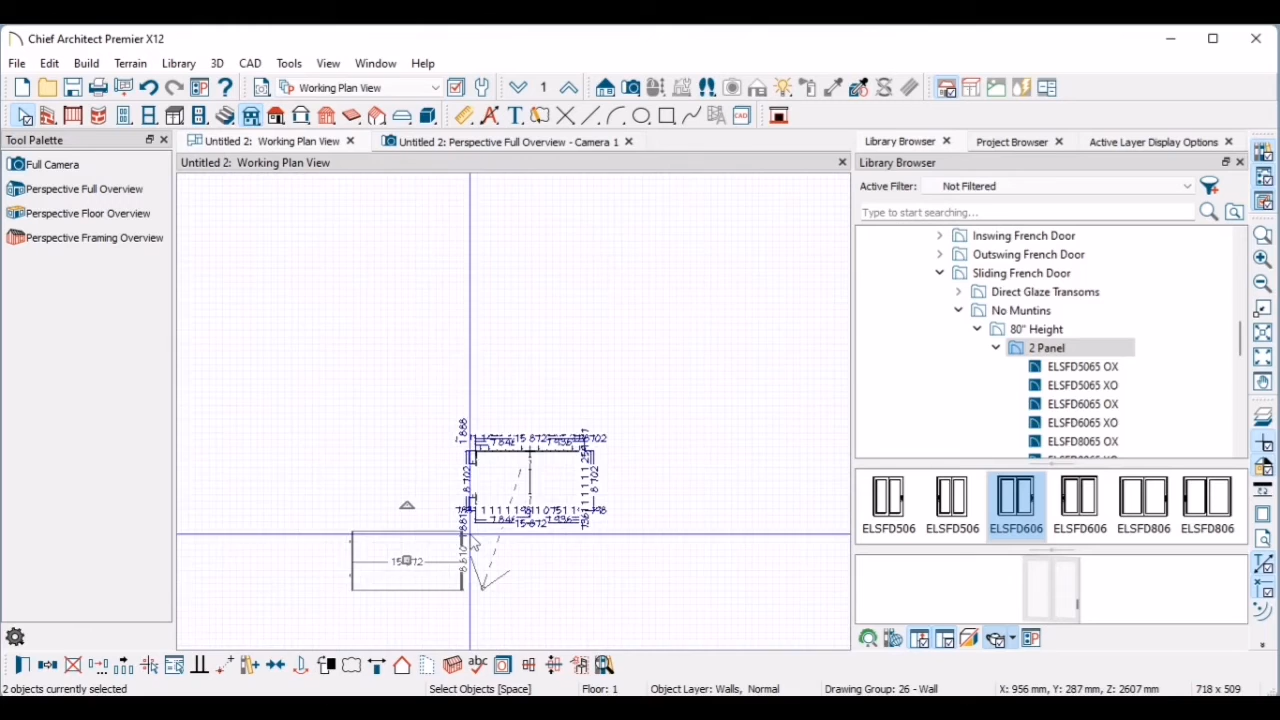 Chief Architect Premier X12
File Edit Build Terrain Library 3D CAD Tools View Window Help
Working Plan View 1
Tool Palette
Untitled 2: Working Plan View
Untitled 2: Perspective Full Overview - Camera 1
Library Browser
Project Browser
Active Layer Display Options
Untitled 2: Working Plan View
Library Browser
Full Camera
Perspective Full Overview
Perspective Floor Overview
Perspective Framing Overview
Active Filter: Not Filtered
Type to start searching...
Inswing French Door
Outswing French Door
Sliding French Door
Direct Glaze Transoms
No Muntins
80" Height
2 Panel
ELSFD5065 OX
ELSFD5065 XO
ELSFD6065 OX
ELSFD6065 XO
ELSFD8065 OX
ELSFD506 ELSFD506 ELSFD606 ELSFD606 ELSFD806 ELSFD806
2 objects currently selected
Select Objects [Space]
Floor: 1
Object Layer: Walls, Normal
Drawing Group: 26 - Wall
X: 956 mm, Y: 287 mm, Z: 2607 mm
718 x 509